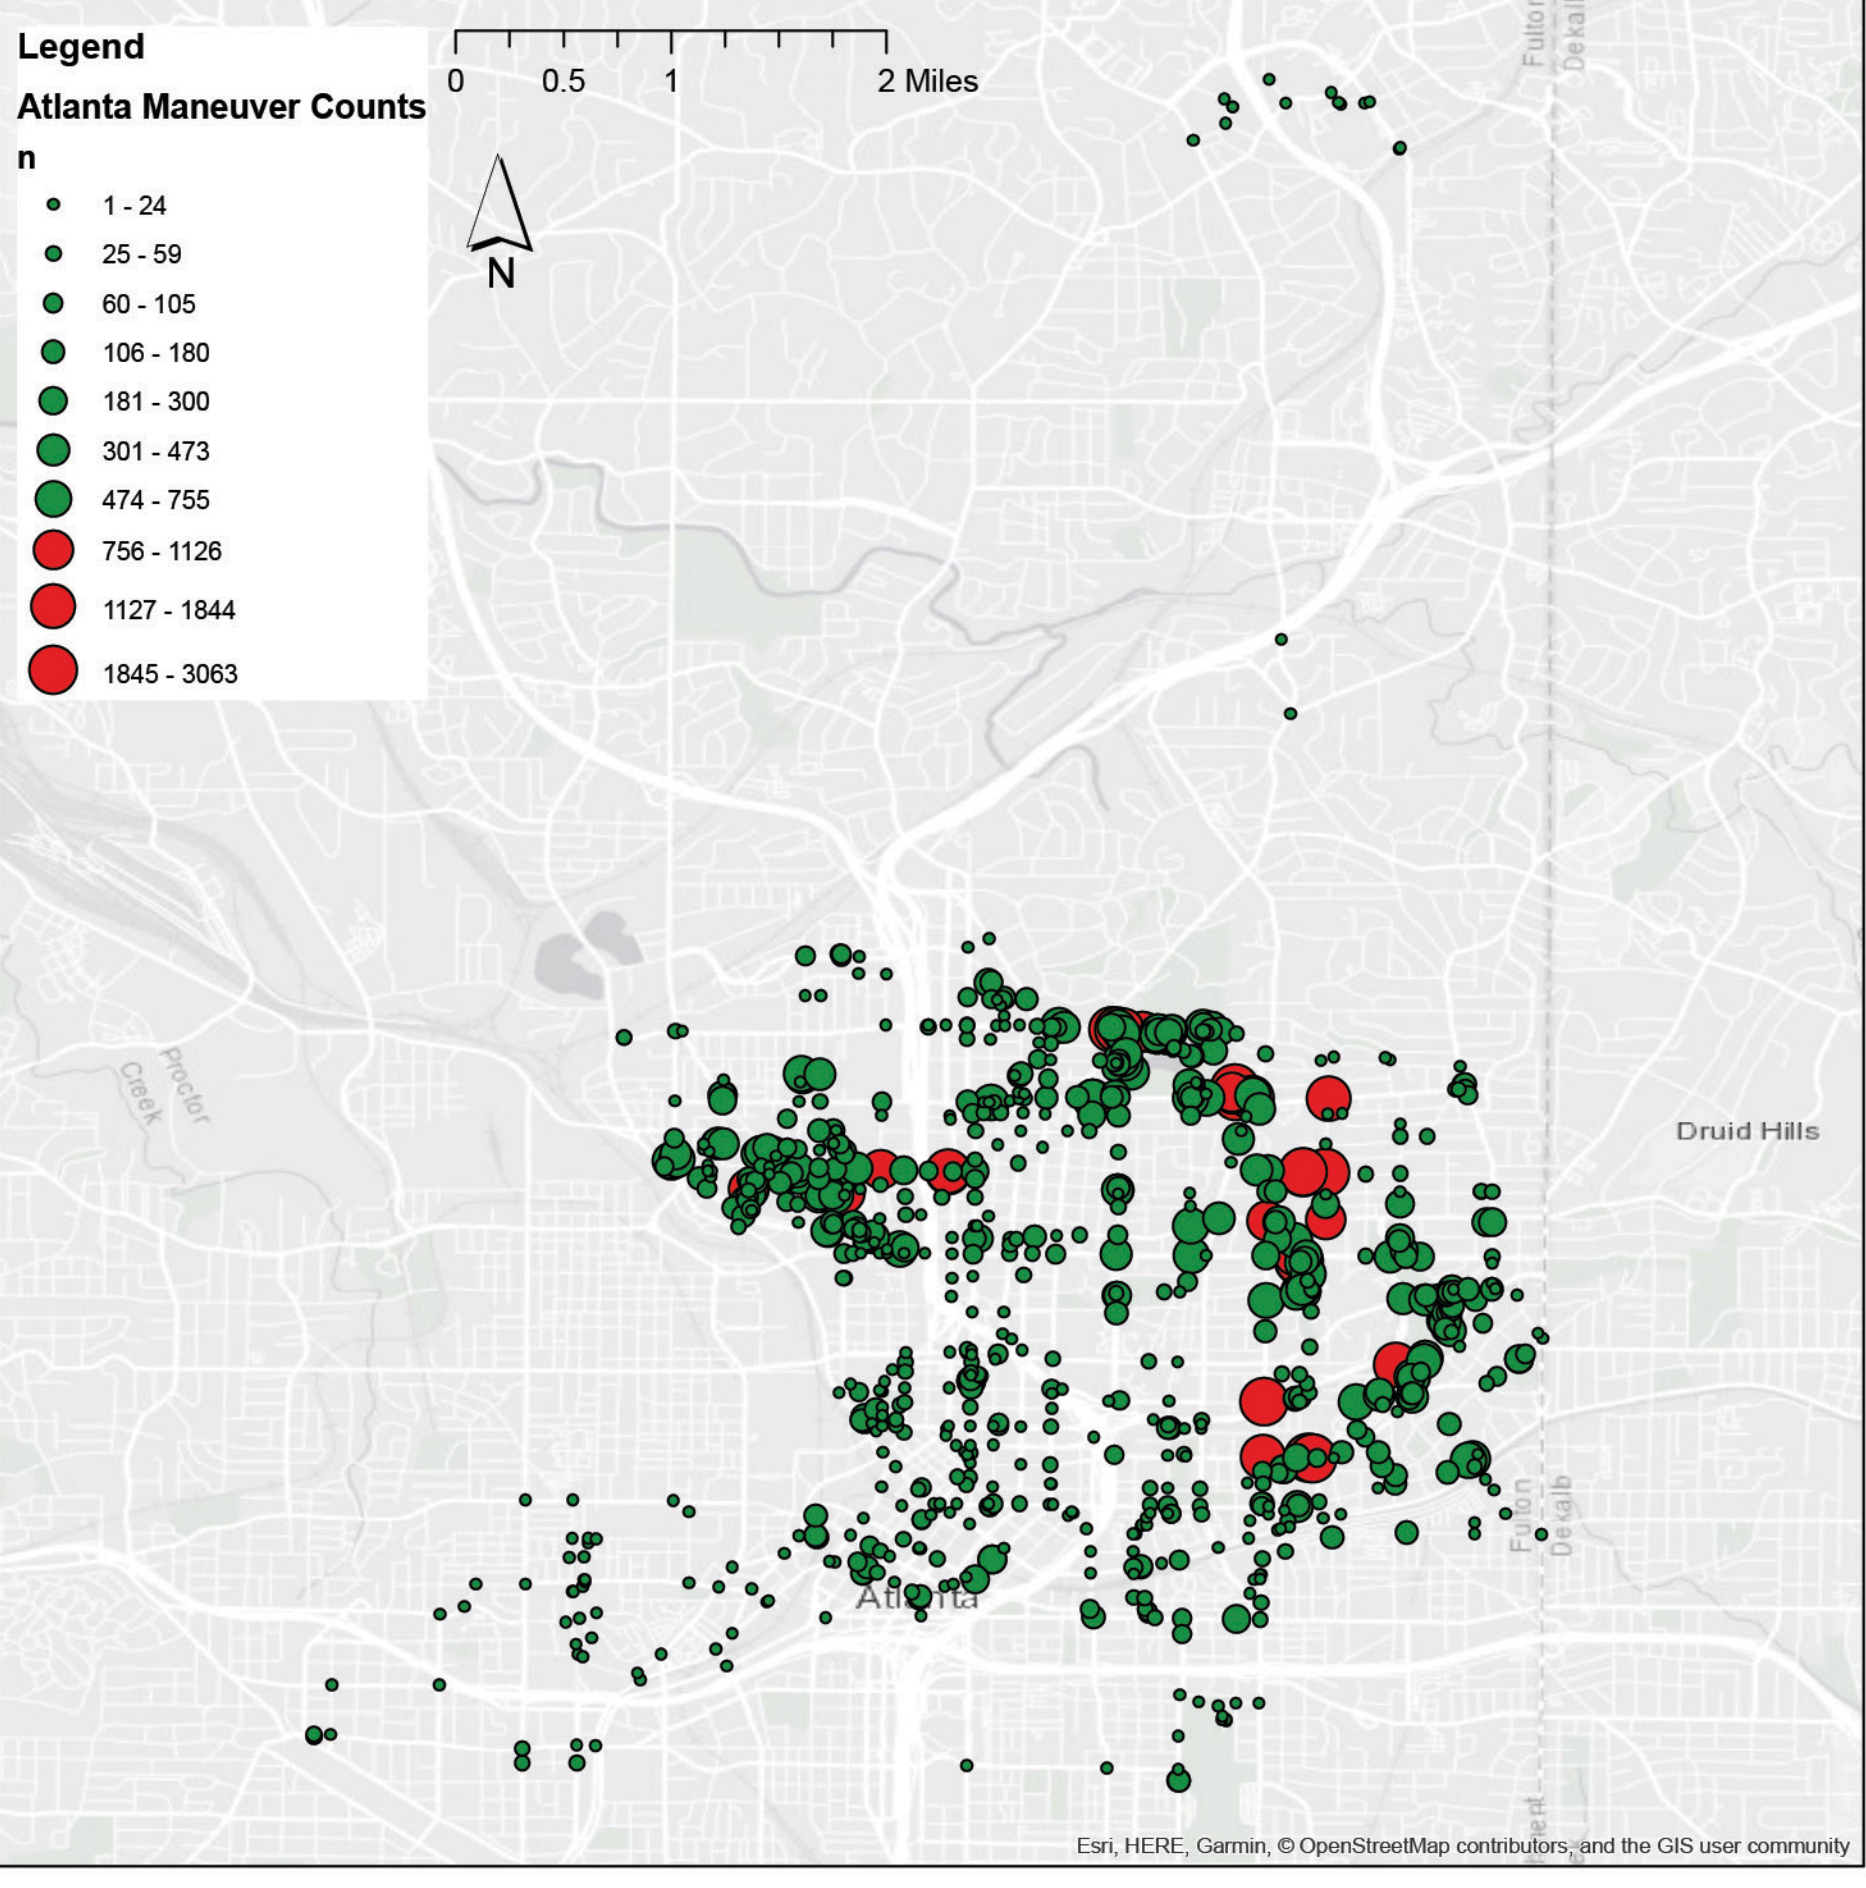 Legend
Atlanta Maneuver Counts
n
1 - 24
25 - 59
60 - 105
106 - 180
181 - 300
301 - 473
474 - 755
756 - 1126
1127 - 1844
1845 - 3063
0 0.5 1 2 Miles
N
Fulton
Dekalb
Proctor
Creek
Druid Hills
Fulton
Dekalb
Atlanta
Esri, HERE, Garmin, © OpenStreetMap contributors, and the GIS user community